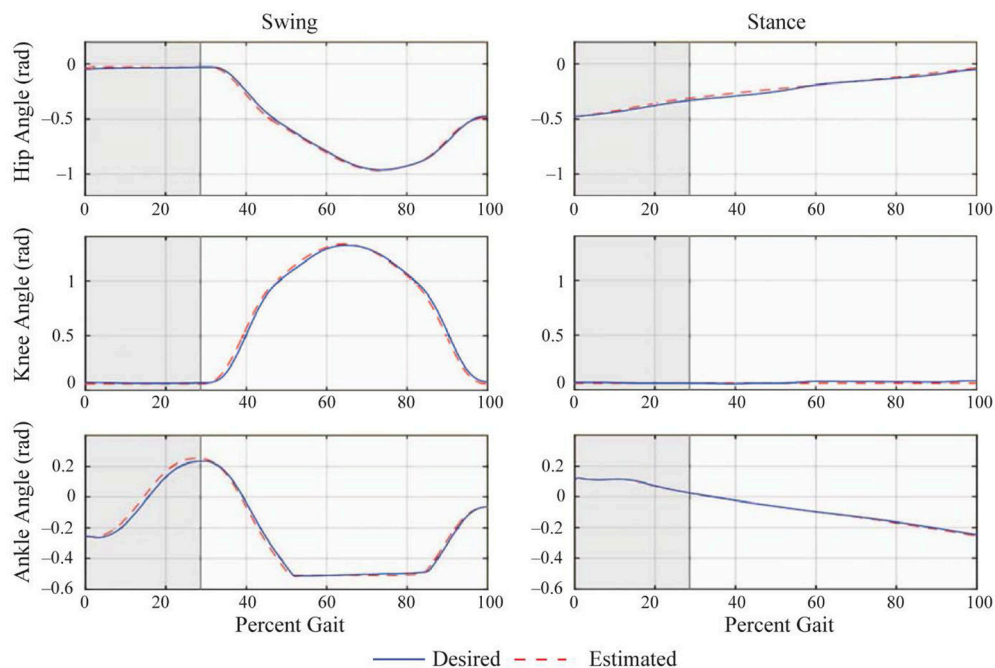 Swing Stance
Hip Angle (rad)
0 0
–0.5 –0.5
–1 –1
0 20 40 60 80 100 0 20 40 60 80 100
Knee Angle (rad)
1 1
0.5 0.5
0 0
0 20 40 60 80 100 0 20 40 60 80 100
Ankle Angle (rad)
0.2 0.2
0 0
–0.2 –0.2
–0.4 –0.4
–0.6 –0.6
0 20 40 60 80 100 0 20 40 60 80 100
Percent Gait Percent Gait
Desired Estimated